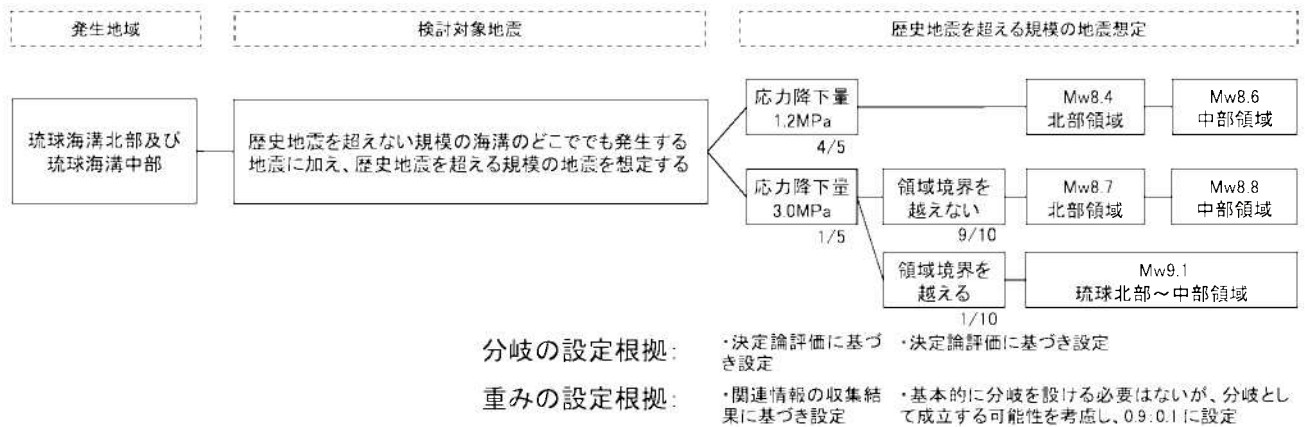 発生地域
検討対象地震
歴史地震を超える規模の地震想定
琉球海溝北部及び
琉球海溝中部
歴史地震を超えない規模の海溝のどこででも発生する
地震に加え、歴史地震を超える規模の地震を想定する
応力降下量
1.2MPa
4/5
Mw8.4
北部領域
Mw8.6
中部領域
応力降下量
3.0MPa
1/5
領域境界を
越えない
9/10
Mw8.7
北部領域
Mw8.8
中部領域
領域境界を
越える
1/10
Mw9.1
琉球北部～中部領域
分岐の設定根拠:
・決定論評価に基づ
き設定
・決定論評価に基づき設定
重みの設定根拠:
・関連情報の収集結
果に基づき設定
・基本的に分岐を設ける必要はないが、分岐とし
て成立する可能性を考慮し、0.9:0.1に設定